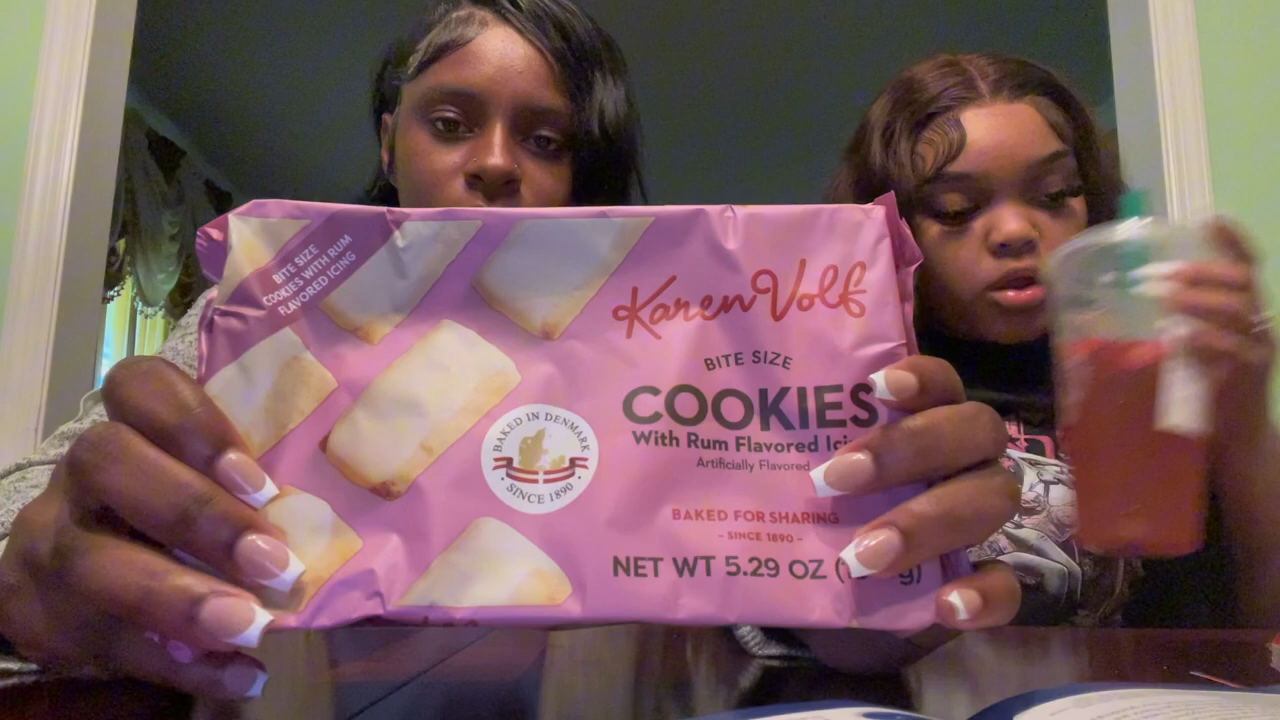 BITE SIZE
COOKIES WITH RUM
FLAVORED ICING
Karen Volf
BITE SIZE
COOKIES
With Rum Flavored
Artificially Flavored
BAKED IN DENMARK
· SINCE 1890 ·
BAKED FOR SHARING
- SINCE 1890 -
NET WT 5.29 OZ